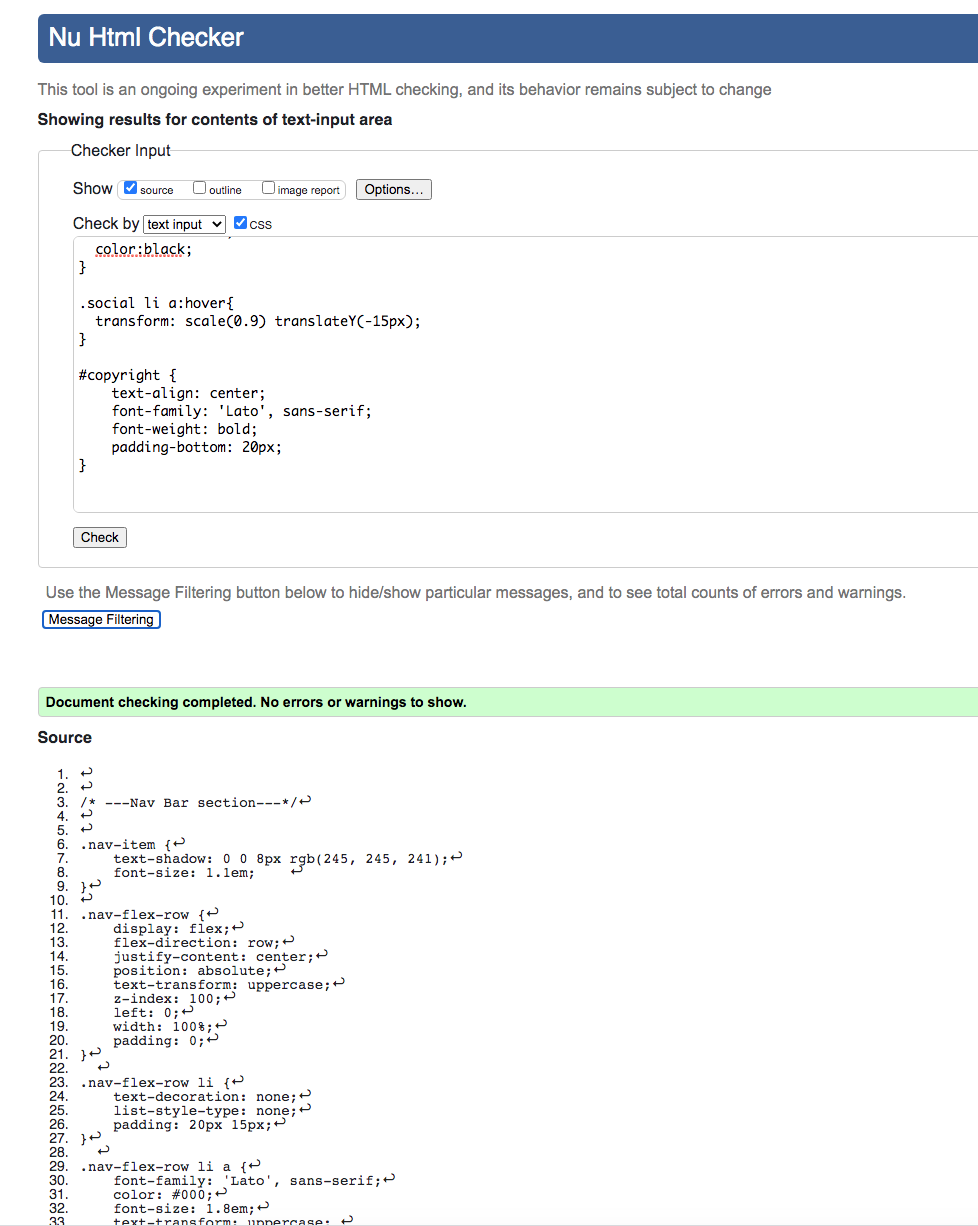 Nu Html Checker
This tool is an ongoing experiment in better HTML checking, and its behavior remains subject to change
Showing results for contents of text-input area
Checker Input
Show source outline image report Options...
Check by text input CSS
color:black;
}
.social li a:hover{
transform: scale(0.9) translateY(-15px);
}
#copyright {
text-align: center;
font-family: 'Lato', sans-serif;
font-weight: bold;
padding-bottom: 20px;
}
Check
Use the Message Filtering button below to hide/show particular messages, and to see total counts of errors and warnings.
Message Filtering
Document checking completed. No errors or warnings to show.
Source
1. ↩
2. ↩
3. /* ---Nav Bar section---*/↩
4. ↩
5. ↩
6. .nav-item {↩
7. text-shadow: 0 0 8px rgb(245, 245, 241);↩
8. font-size: 1.1em; ↩
9. }↩
10. ↩
11. .nav-flex-row {↩
12. display: flex;↩
13. flex-direction: row;↩
14. justify-content: center;↩
15. position: absolute;↩
16. text-transform: uppercase;↩
17. z-index: 100;↩
18. left: 0;↩
19. width: 100%;↩
20. padding: 0;↩
21. }↩
22. ↩
23. .nav-flex-row li {↩
24. text-decoration: none;↩
25. list-style-type: none;↩
26. padding: 20px 15px;↩
27. }↩
28. ↩
29. .nav-flex-row li a {↩
30. font-family: 'Lato', sans-serif;↩
31. color: #000;↩
32. font-size: 1.8em;↩
33. text-transform: uppercase; ↩